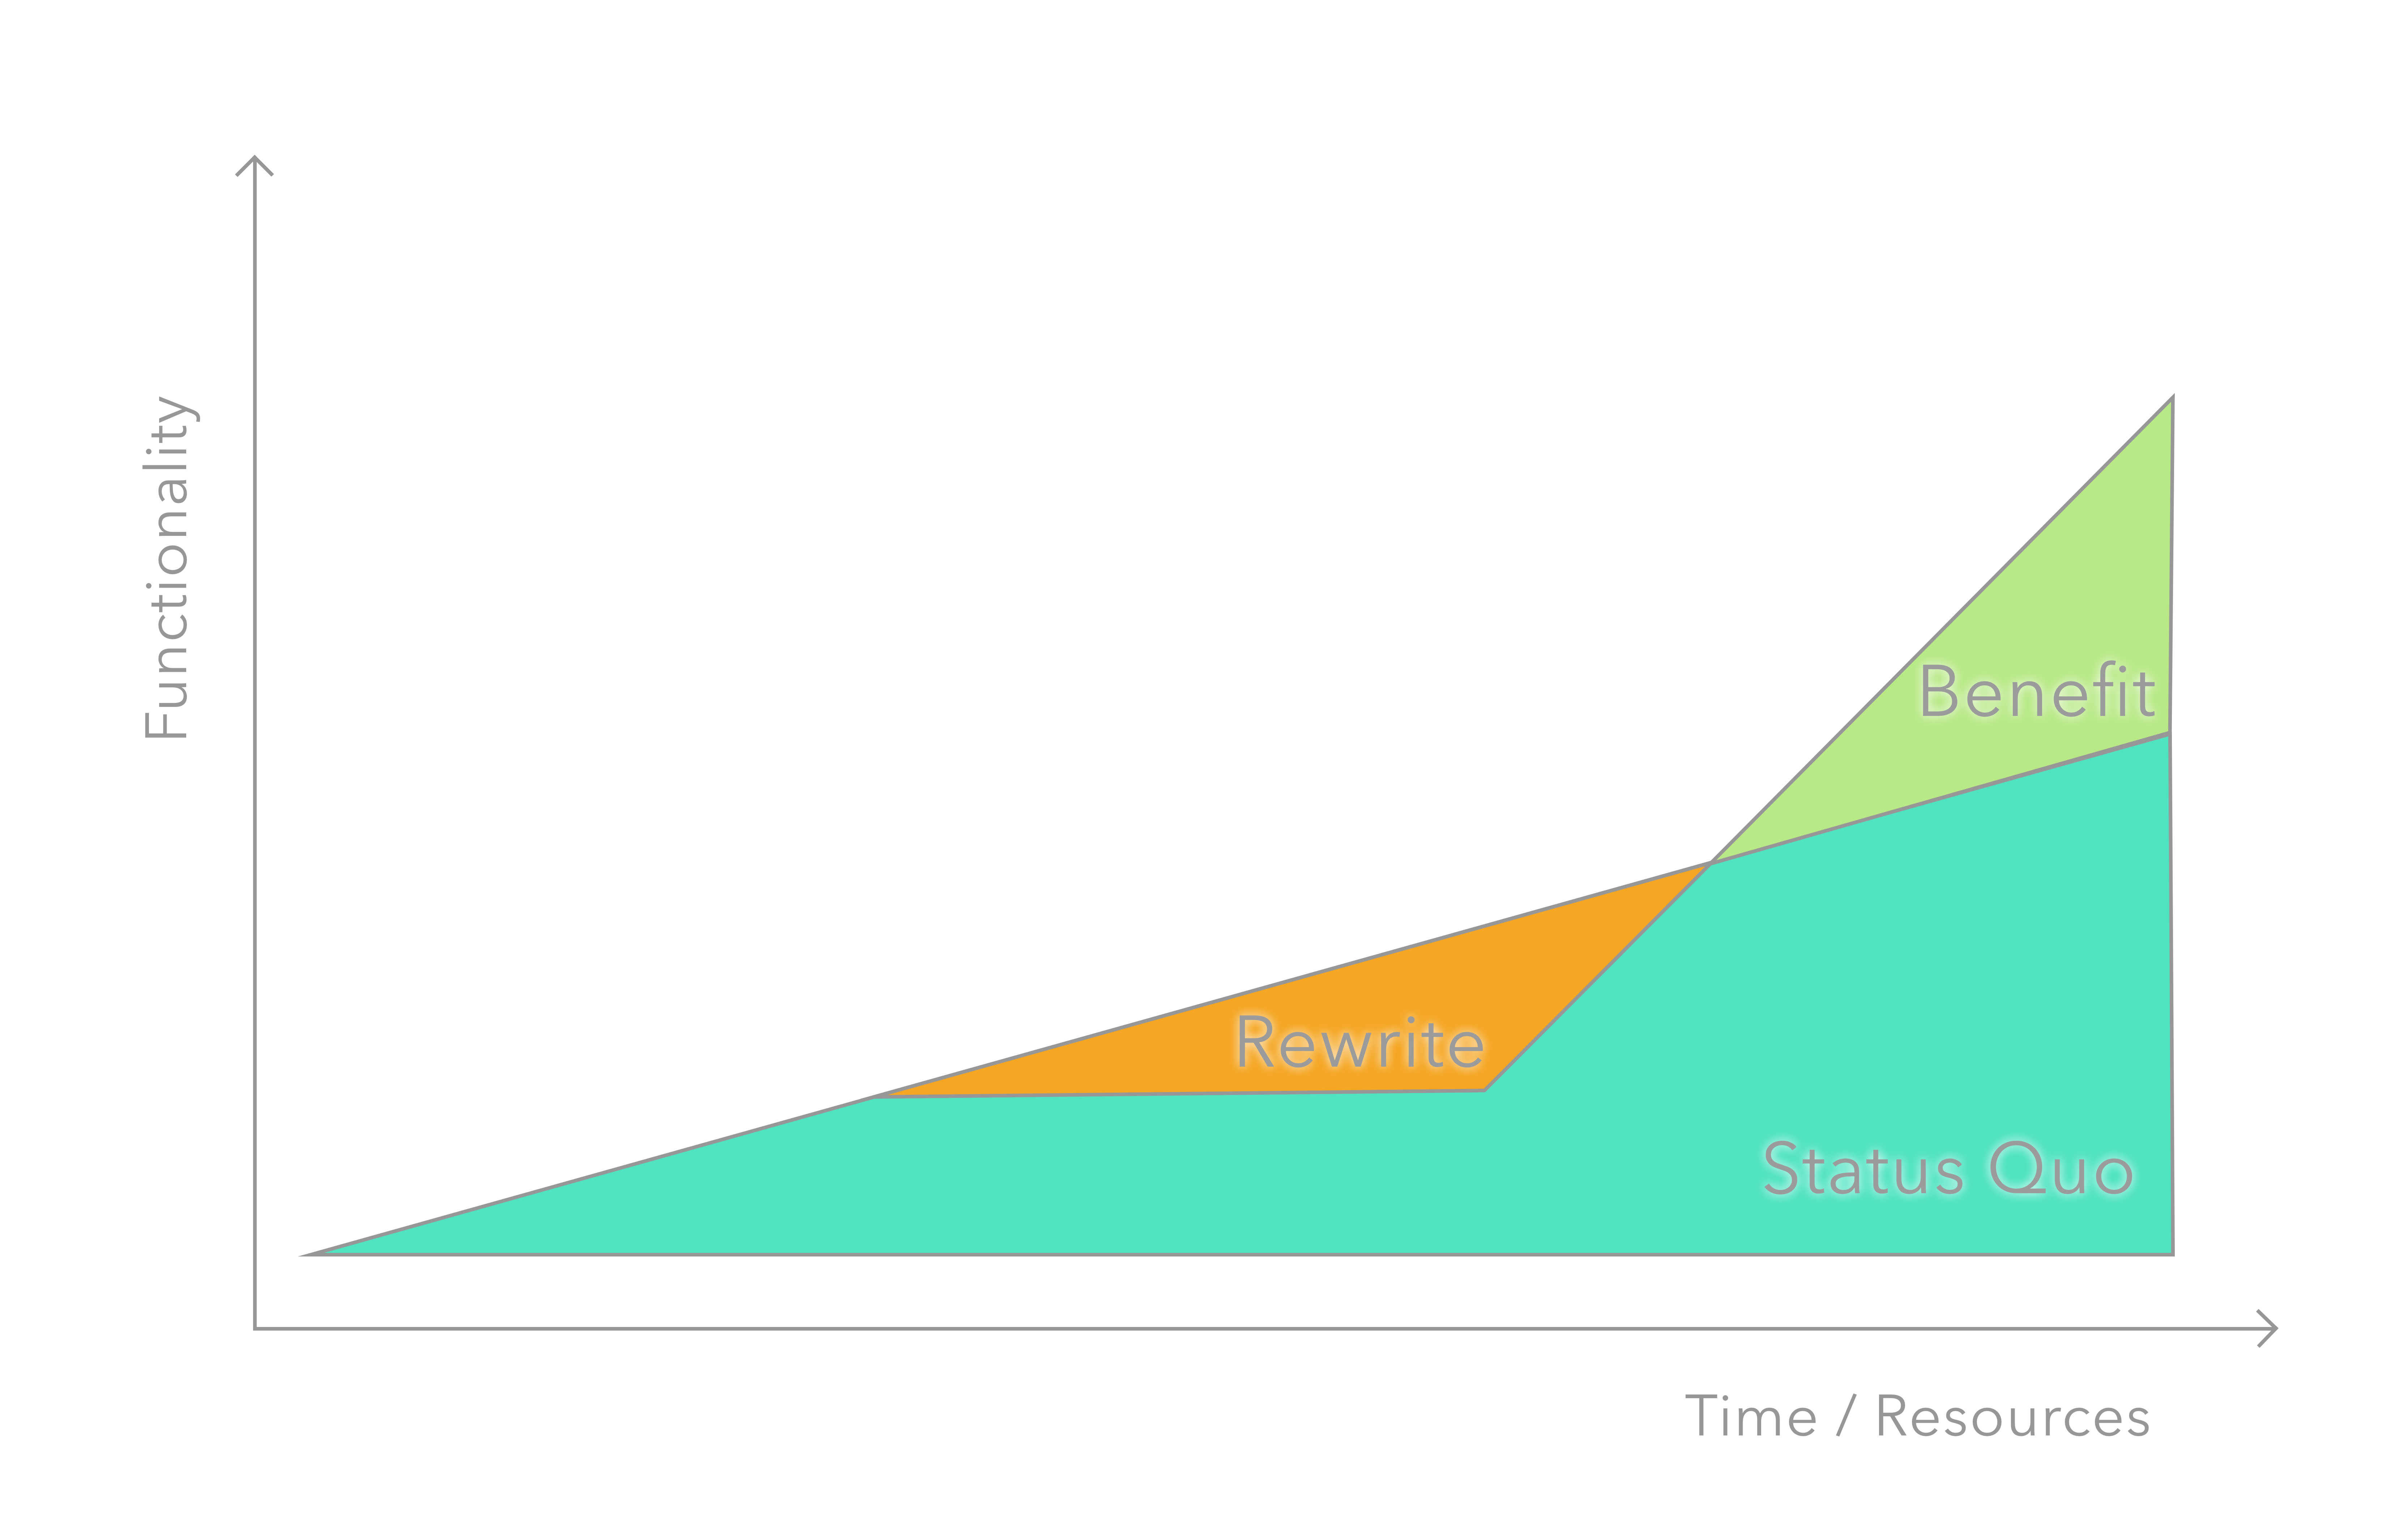 Functionality
Benefit
Rewrite
Status Quo
Time / Resources